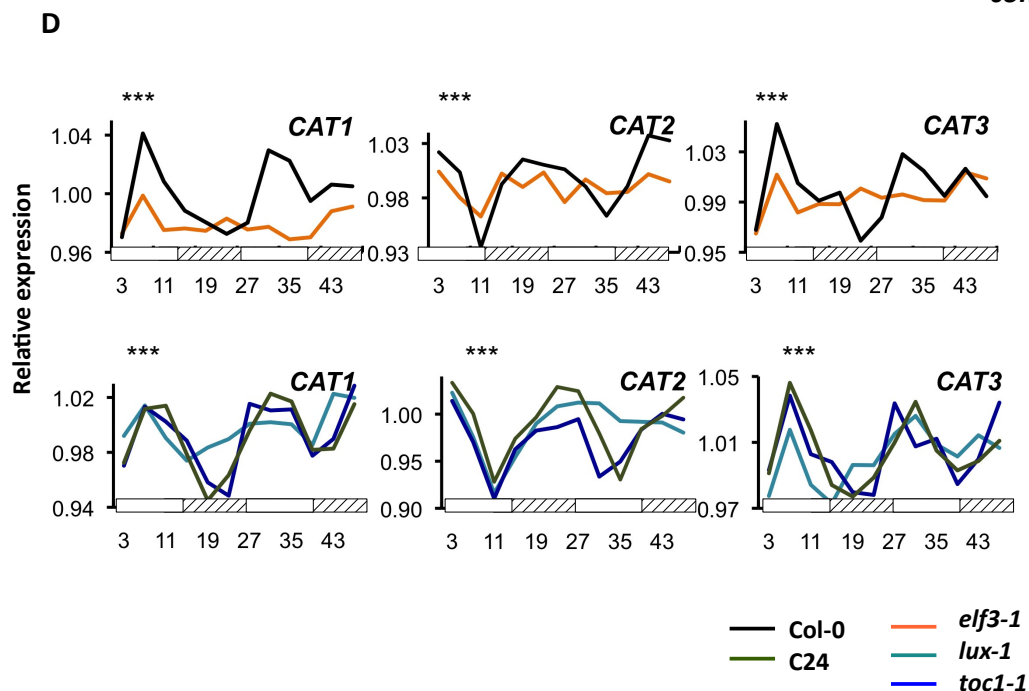 D
Relative expression
***
CAT1
1.04
1.00
0.96
3 11 19 27 35 43
***
CAT2
1.03
0.98
0.93
3 11 19 27 35 43
***
CAT3
1.03
0.99
0.95
3 11 19 27 35 43
***
CAT1
1.02
0.98
0.94
3 11 19 27 35 43
***
CAT2
1.00
0.95
0.90
3 11 19 27 35 43
***
CAT3
1.05
1.01
0.97
3 11 19 27 35 43
Col-0
C24
elf3-1
lux-1
toc1-1